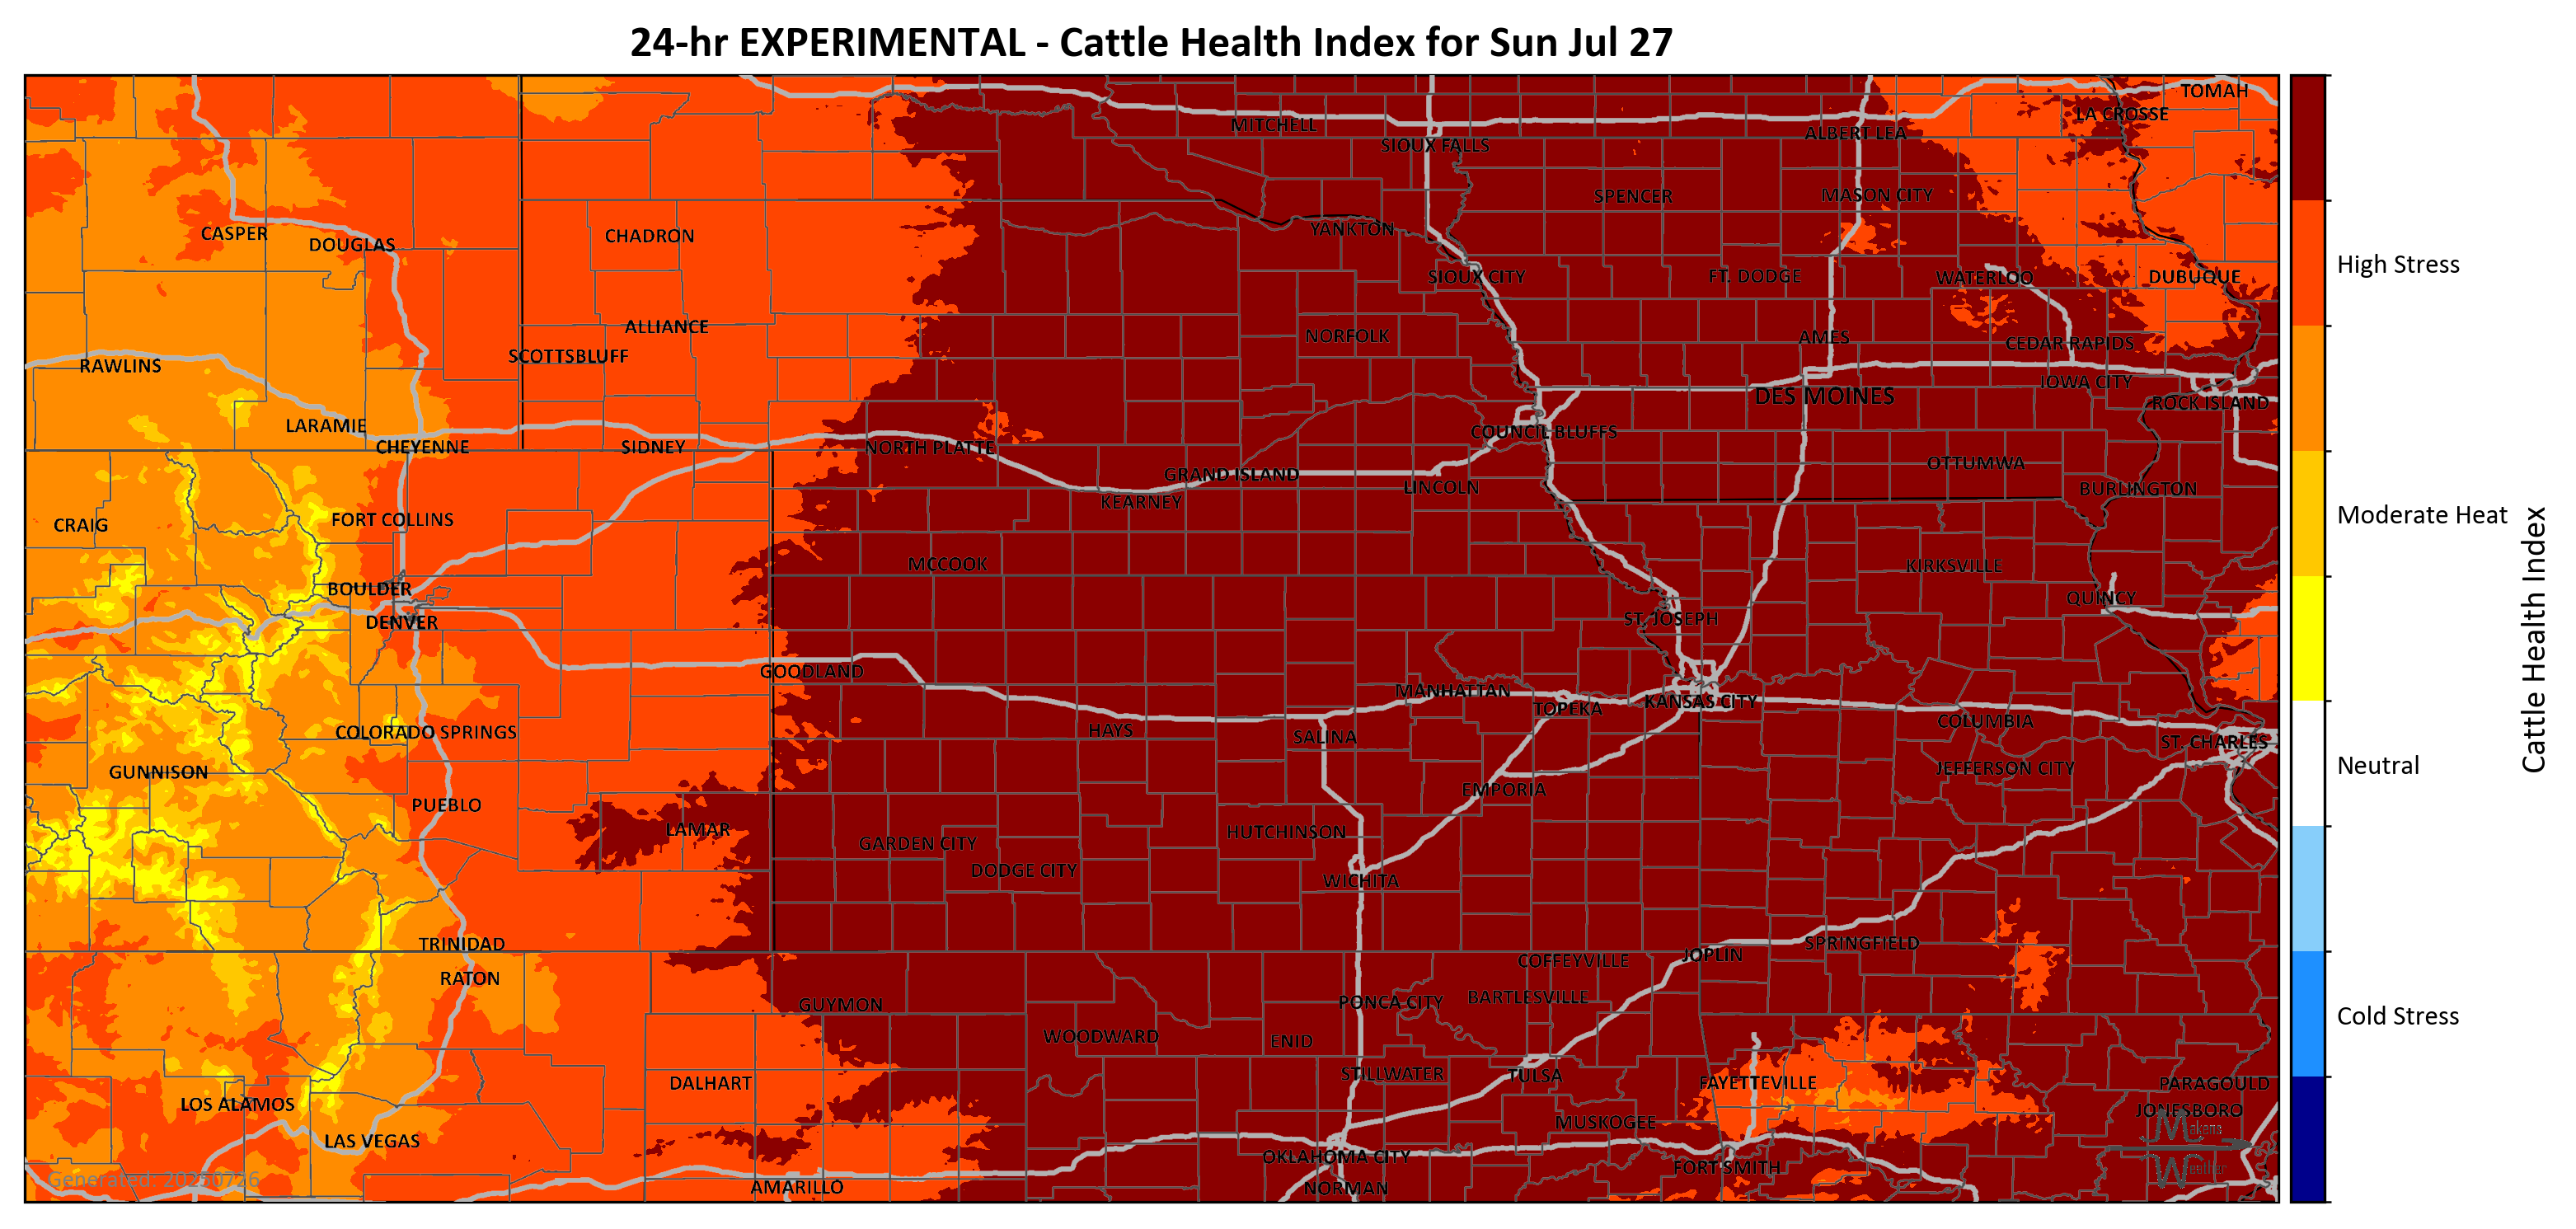 24-hr EXPERIMENTAL - Cattle Health Index for Sun Jul 27
TOMAH
LA CROSSE
MITCHELL
ALBERT LEA
SIOUX FALLS
SPENCER
MASON CITY
CASPER
DOUGLAS
CHADRON
YANKTON
SIOUX CITY
FT. DODGE
WATERLOO
DUBUQUE
ALLIANCE
NORFOLK
AMES
CEDAR RAPIDS
SCOTTSBLUFF
RAWLINS
IOWA CITY
DES MOINES
ROCK ISLAND
LARAMIE
COUNCIL BLUFFS
CHEYENNE
SIDNEY
NORTH PLATTE
OTTUMWA
GRAND ISLAND
LINCOLN
BURLINGTON
KEARNEY
CRAIG
FORT COLLINS
MCCOOK
KIRKSVILLE
BOULDER
QUINCY
DENVER
ST. JOSEPH
GOODLAND
MANHATTAN
TOPEKA
KANSAS CITY
COLUMBIA
COLORADO SPRINGS
HAYS
SALINA
ST. CHARLES
GUNNISON
JEFFERSON CITY
EMPORIA
PUEBLO
LAMAR
HUTCHINSON
GARDEN CITY
DODGE CITY
WICHITA
TRINIDAD
SPRINGFIELD
JOPLIN
COFFEYVILLE
RATON
GUYMON
PONCA CITY
BARTLESVILLE
WOODWARD
ENID
STILLWATER
TULSA
DALHART
FAYETTEVILLE
PARAGOULD
LOS ALAMOS
JONESBORO
MUSKOGEE
LAS VEGAS
OKLAHOMA CITY
FORT SMITH
AMARILLO
NORMAN
Generated: 20250726
Makens
Weather
High Stress
Moderate Heat
Neutral
Cold Stress
Cattle Health Index